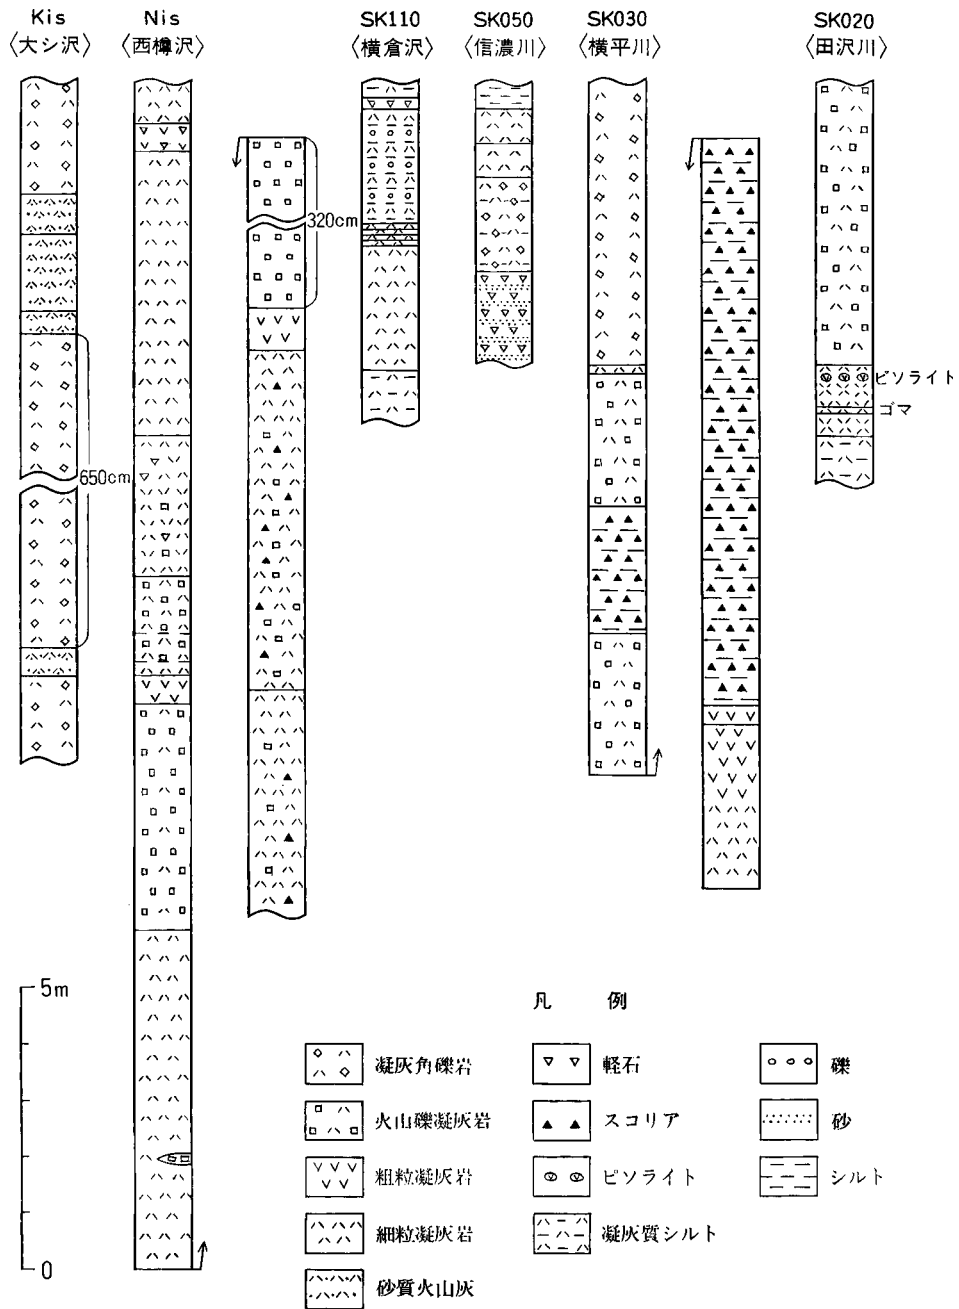 Kis
〈大シ沢〉
Nis
〈西樽沢〉
SK110
〈横倉沢〉
SK050
〈信濃川〉
SK030
〈横平川〉
SK020
〈田沢川〉
320cm
650cm
ピソライト
ゴマ
5m
0
凡 例
凝灰角礫岩
火山礫凝灰岩
粗粒凝灰岩
細粒凝灰岩
砂質火山灰
軽石
スコリア
ピソライト
凝灰質シルト
礫
砂
シルト